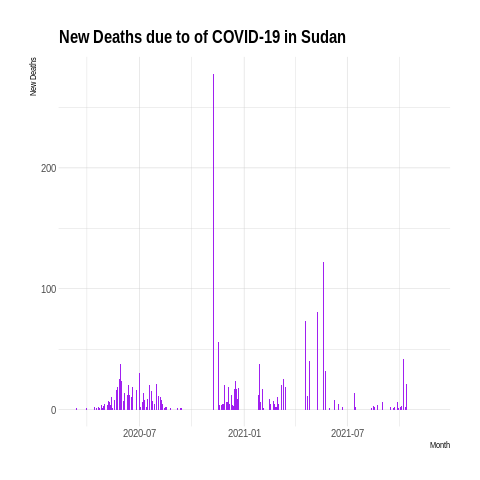 New Deaths due to of COVID-19 in Sudan
New Deaths
200
100
0
2020-07
2021-01
2021-07
Month